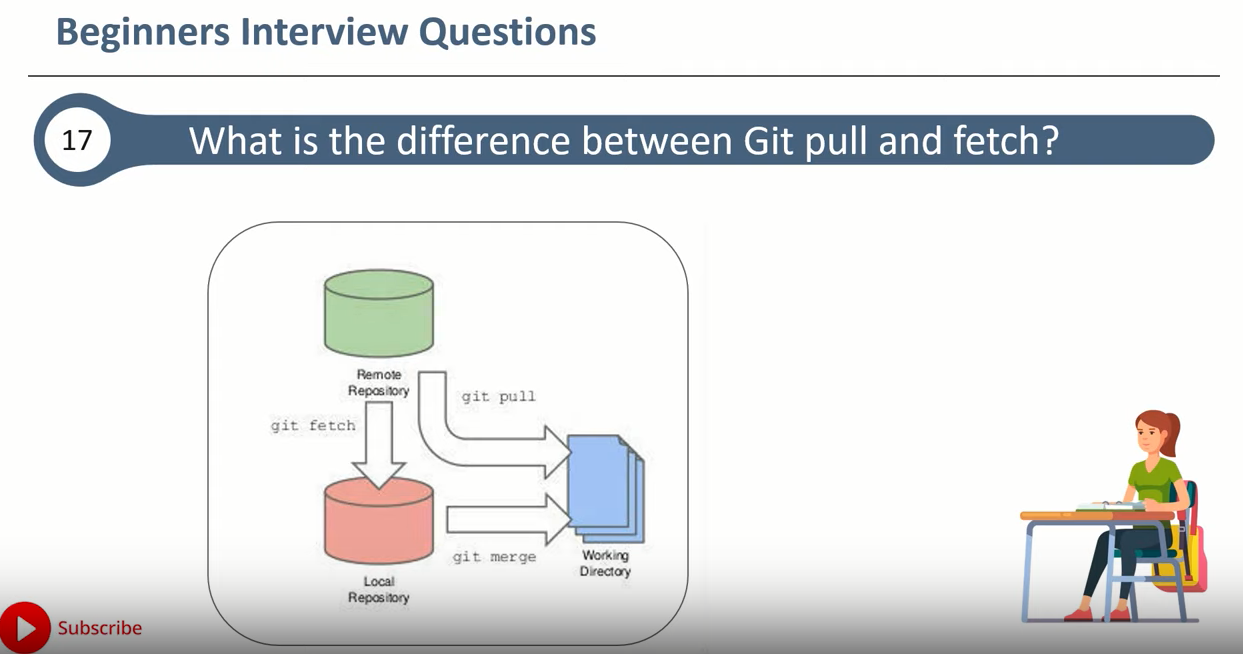 Beginners Interview Questions
17
What is the difference between Git pull and fetch?
Remote
Repository
git pull
git fetch
git merge
Working
Directory
Local
Repository
Subscribe